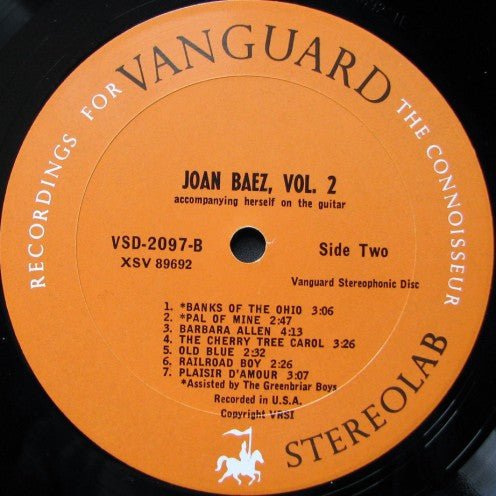 RECORDINGS FOR VANGUARD THE CONNOISSEUR
JOAN BAEZ, VOL. 2
accompanying herself on the guitar
VSD-2097-B
XSV 89692
Side Two
Vanguard Stereophonic Disc
1. *BANKS OF THE OHIO 3:06
2. *PAL OF MINE 2:47
3. BARBARA ALLEN 4:13
4. THE CHERRY TREE CAROL 3:26
5. OLD BLUE 2:32
6. RAILROAD BOY 2:26
7. PLAISIR D'AMOUR 3:07
*Assisted by The Greenbriar Boys
Recorded in U.S.A.
Copyright VRSI
STEREOLAB